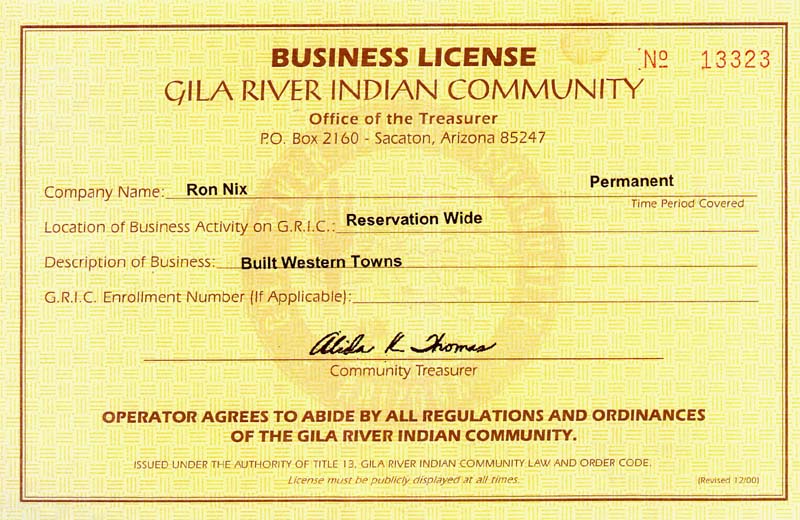 BUSINESS LICENSE
Nº 13323
GILA RIVER INDIAN COMMUNITY
Office of the Treasurer
P.O. Box 2160 - Sacaton, Arizona 85247
Company Name: Ron Nix Permanent
Time Period Covered
Location of Business Activity on G.R.I.C.: Reservation Wide
Description of Business: Built Western Towns
G.R.I.C. Enrollment Number (If Applicable):
Alida K Thomas
Community Treasurer
OPERATOR AGREES TO ABIDE BY ALL REGULATIONS AND ORDINANCES
OF THE GILA RIVER INDIAN COMMUNITY.
ISSUED UNDER THE AUTHORITY OF TITLE 13, GILA RIVER INDIAN COMMUNITY LAW AND ORDER CODE.
License must be publicly displayed at all times.
(Revised 12/00)